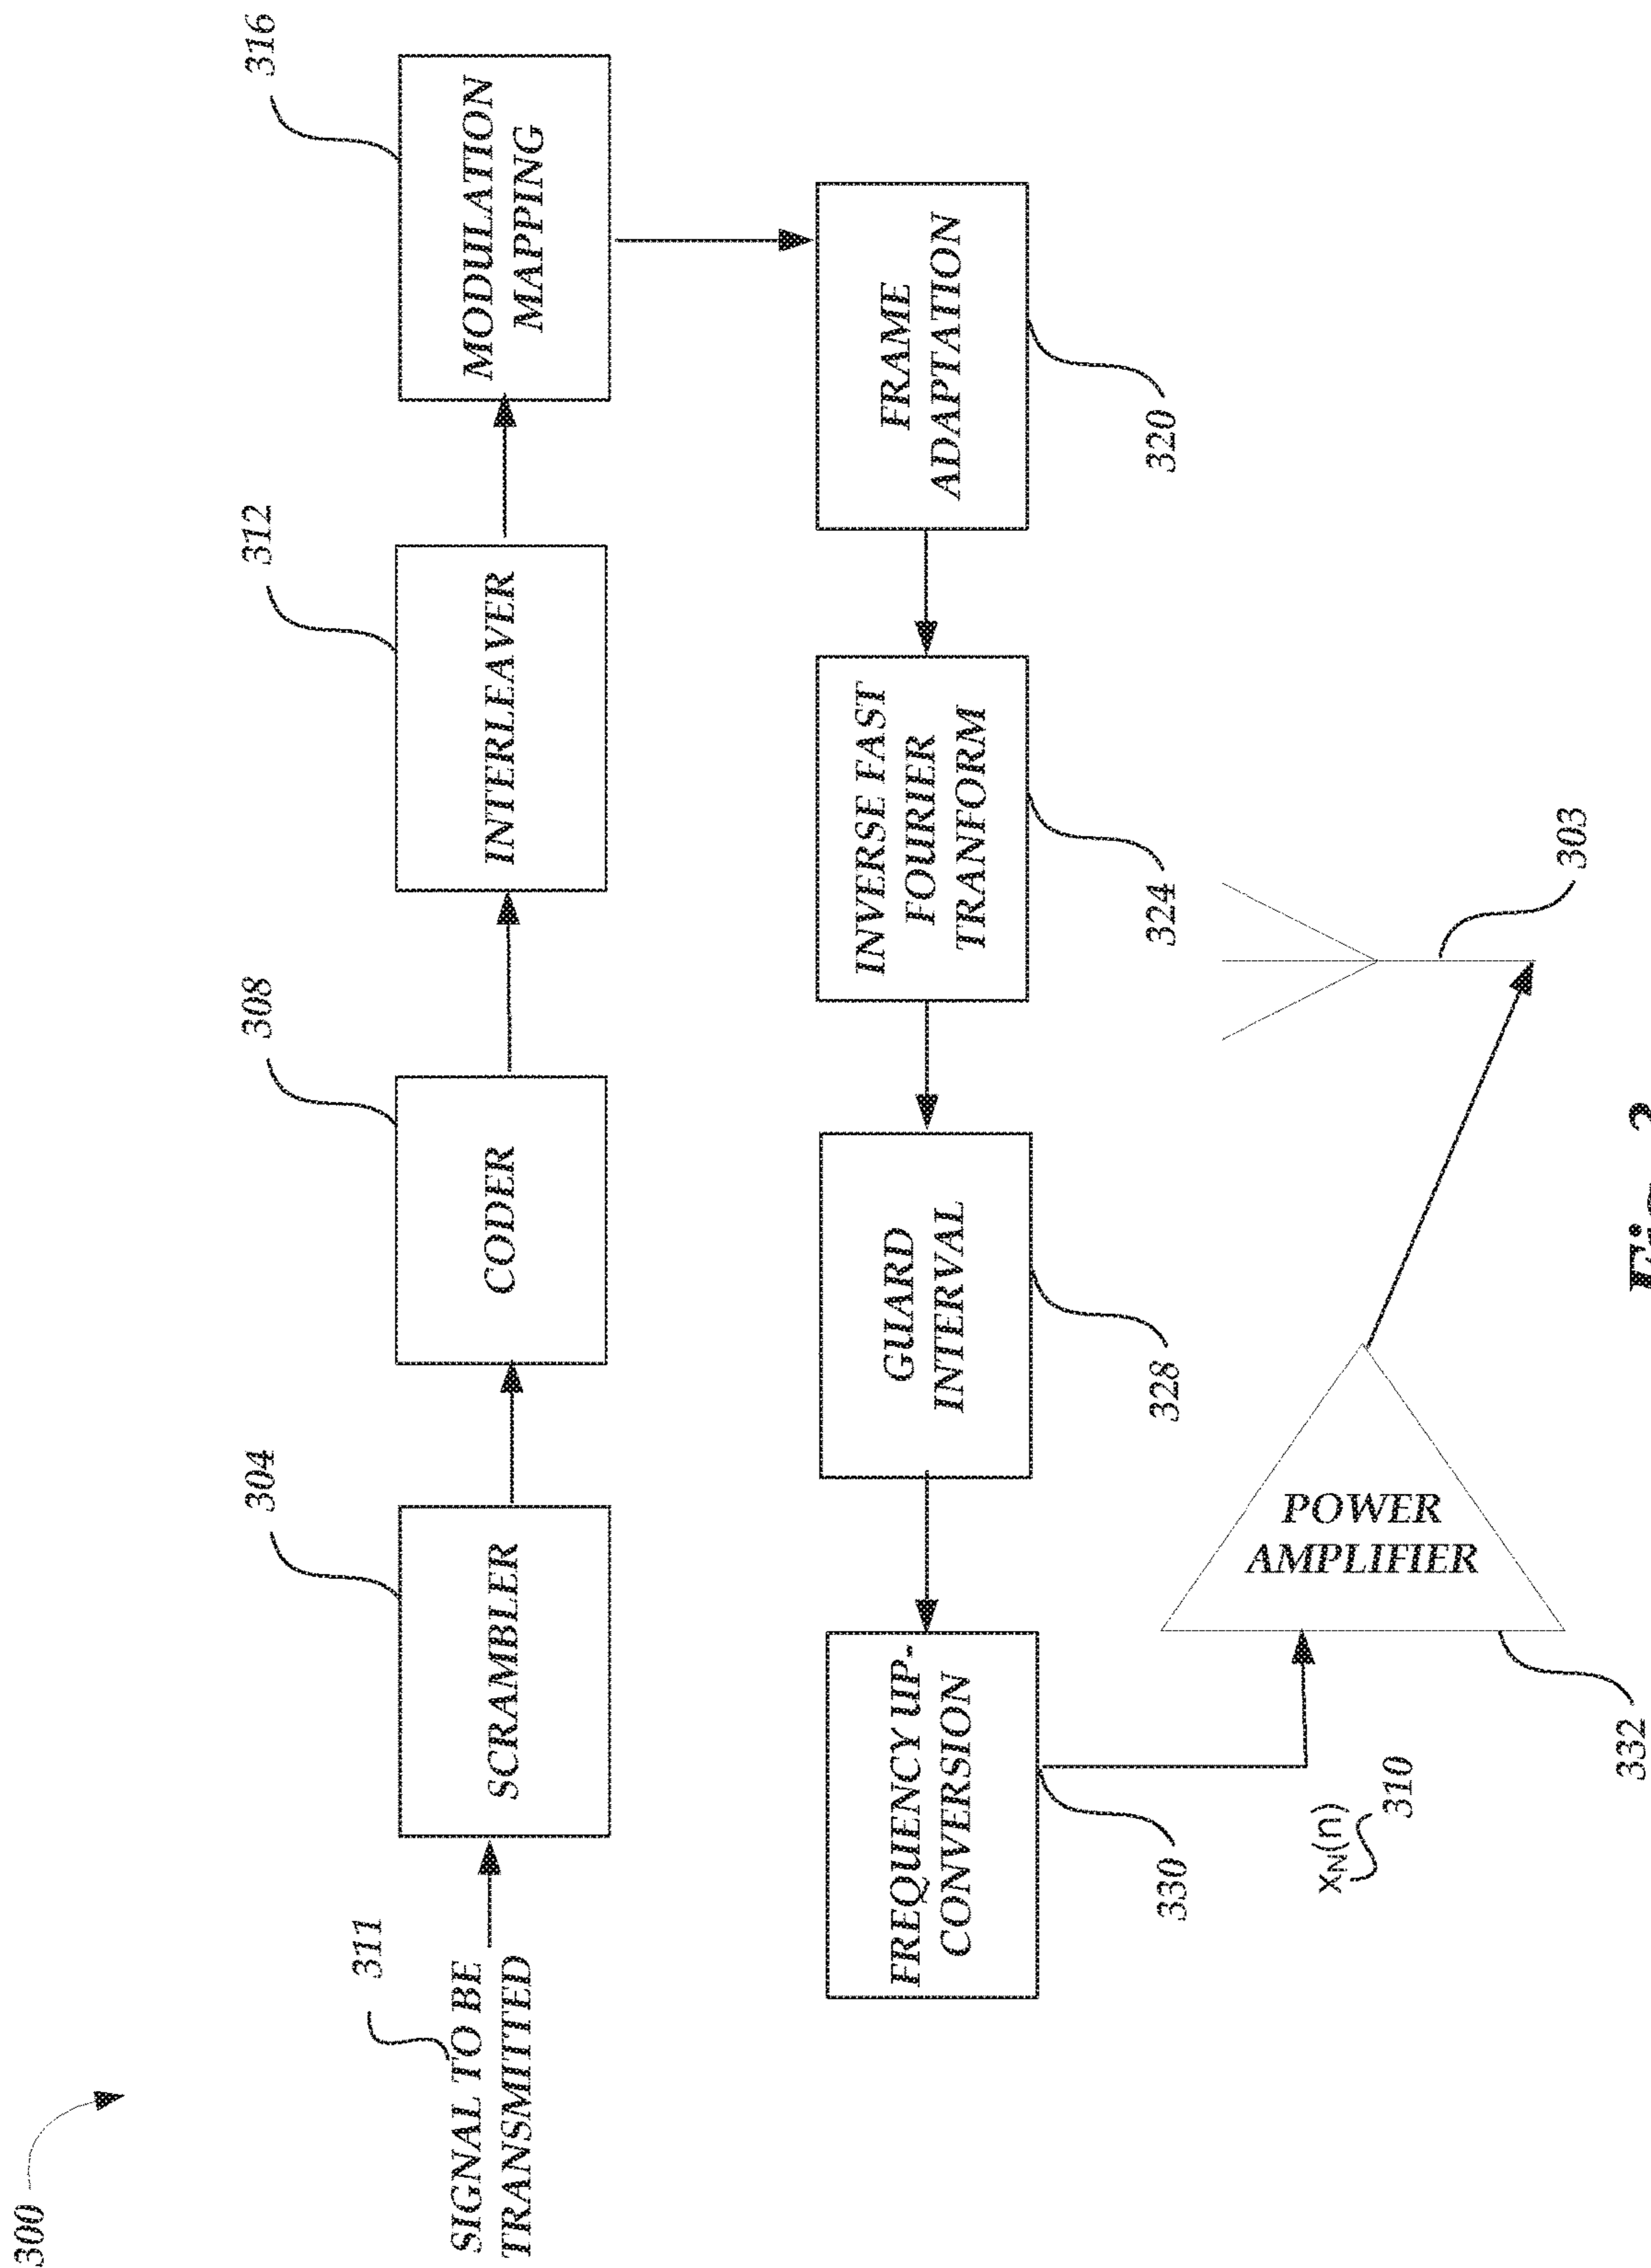 300
SIGNAL TO BE
TRANSMITTED
311
SCRAMBLER
304
CODER
308
INTERLEAVER
312
MODULATION
MAPPING
316
FRAME
ADAPTATION
320
INVERSE FAST
FOURIER
TRANFORM
324
GUARD
INTERVAL
328
FREQUENCY UP-
CONVERSION
330
xN(n)
310
POWER
AMPLIFIER
332
303